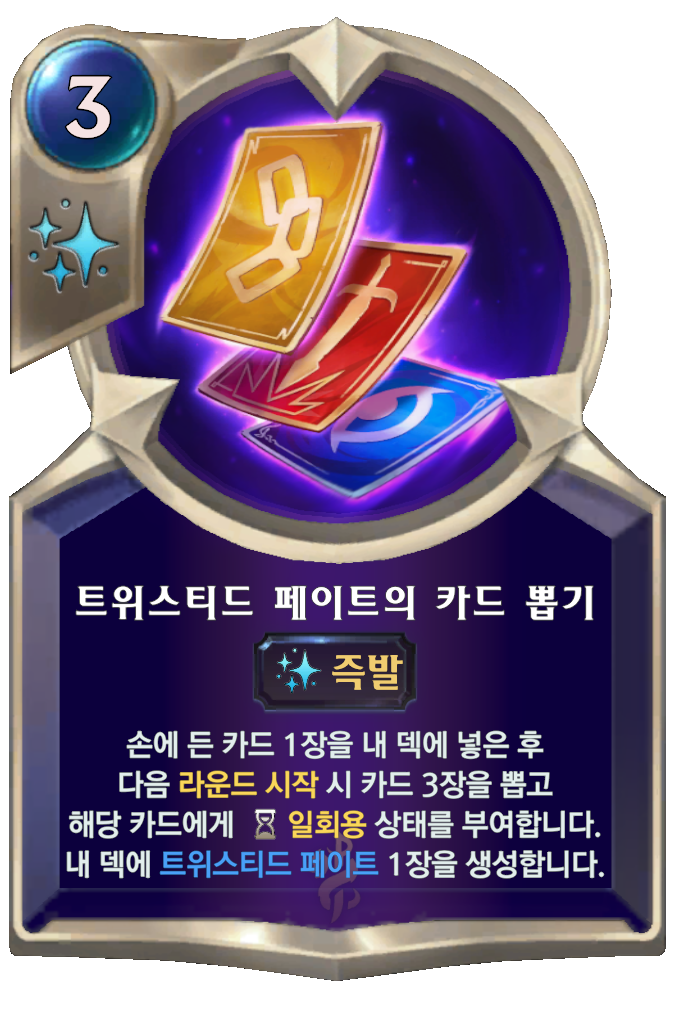 3
트위스티드 페이트의 카드 뽑기
즉발
손에 든 카드 1장을 내 덱에 넣은 후
다음 라운드 시작 시 카드 3장을 뽑고
해당 카드에게 일회용 상태를 부여합니다.
내 덱에 트위스티드 페이트 1장을 생성합니다.